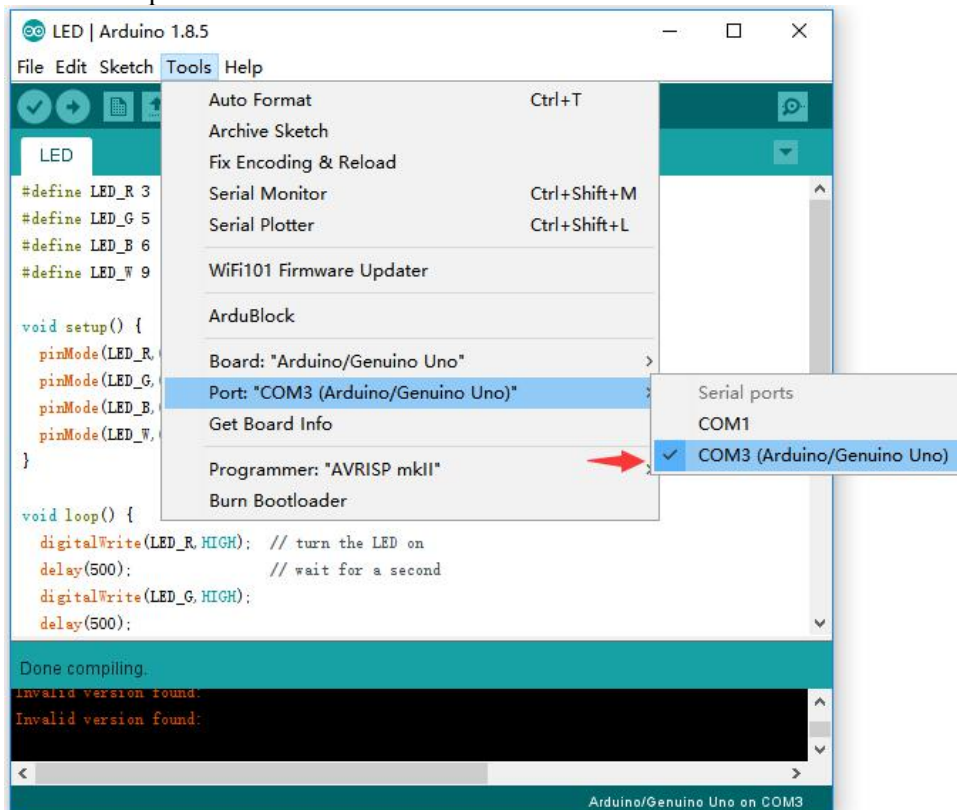 LED | Arduino 1.8.5
File Edit Sketch Tools Help
LED
#define LED_R 3
#define LED_G 5
#define LED_B 6
#define LED_W 9
void setup() {
pinMode(LED_R,
pinMode(LED_G,
pinMode(LED_B,
pinMode(LED_W,
}
void loop() {
digitalWrite(LED_R,HIGH); // turn the LED on
delay(500); // wait for a second
digitalWrite(LED_G,HIGH);
delay(500);
Auto Format Ctrl+T
Archive Sketch
Fix Encoding & Reload
Serial Monitor Ctrl+Shift+M
Serial Plotter Ctrl+Shift+L
WiFi101 Firmware Updater
ArduBlock
Board: "Arduino/Genuino Uno"
Port: "COM3 (Arduino/Genuino Uno)"
Get Board Info
Programmer: "AVRISP mkII"
Burn Bootloader
Serial ports
COM1
COM3 (Arduino/Genuino Uno)
Done compiling.
Invalid version found:
Invalid version found:
Arduino/Genuino Uno on COM3